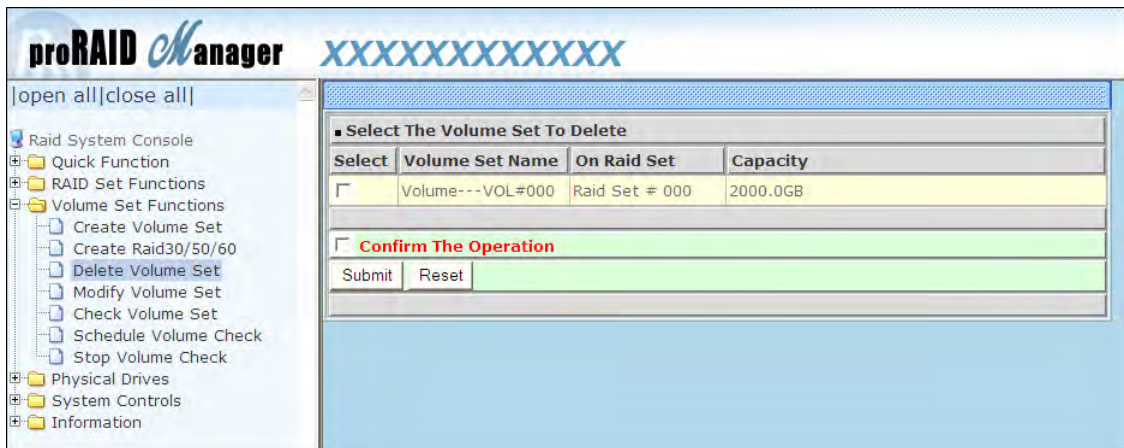 proRAID Manager XXXXXXXXXXXXX
|open all|close all|
Raid System Console
Quick Function
RAID Set Functions
Volume Set Functions
Create Volume Set
Create Raid30/50/60
Delete Volume Set
Modify Volume Set
Check Volume Set
Schedule Volume Check
Stop Volume Check
Physical Drives
System Controls
Information
Select The Volume Set To Delete
Select Volume Set Name On Raid Set Capacity
Volume---VOL#000 Raid Set # 000 2000.0GB
Confirm The Operation
Submit Reset